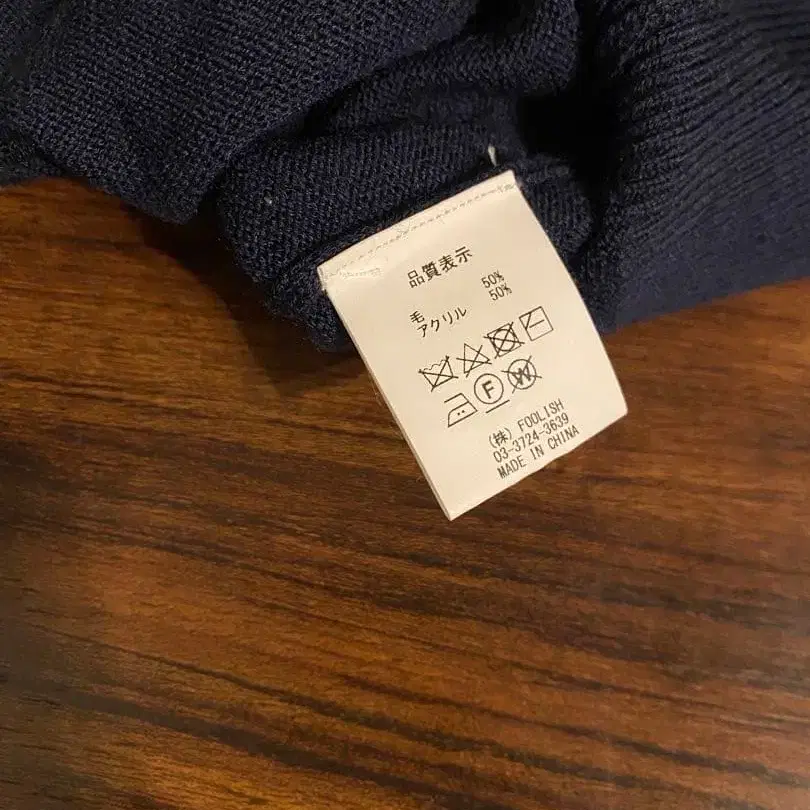 品質表示
毛 50%
アクリル 50%
F W
(株) FOOLISH
03-3724-3639
MADE IN CHINA